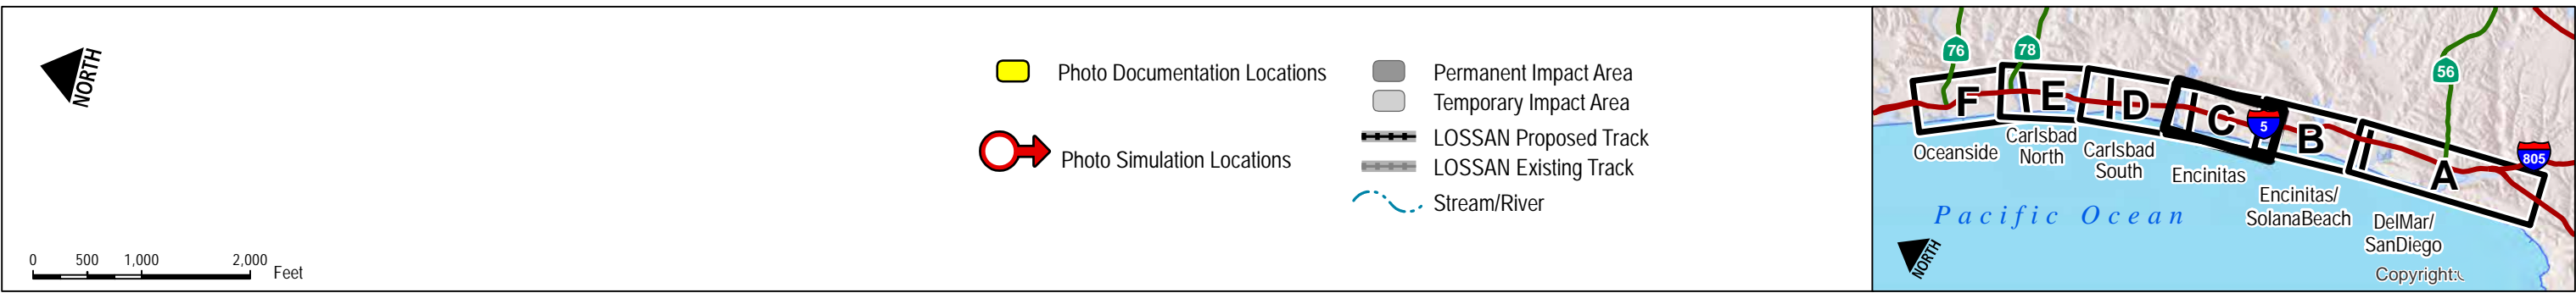 NORTH
0 500 1,000 2,000
Feet
Photo Documentation Locations
Photo Simulation Locations
Permanent Impact Area
Temporary Impact Area
LOSSAN Proposed Track
LOSSAN Existing Track
Stream/River
76
78
56
F
E
D
C
5
B
A
805
Oceanside
Carlsbad
North
Carlsbad
South
Encinitas
Encinitas/
SolanaBeach
DelMar/
SanDiego
Pacific Ocean
NORTH
Copyright: